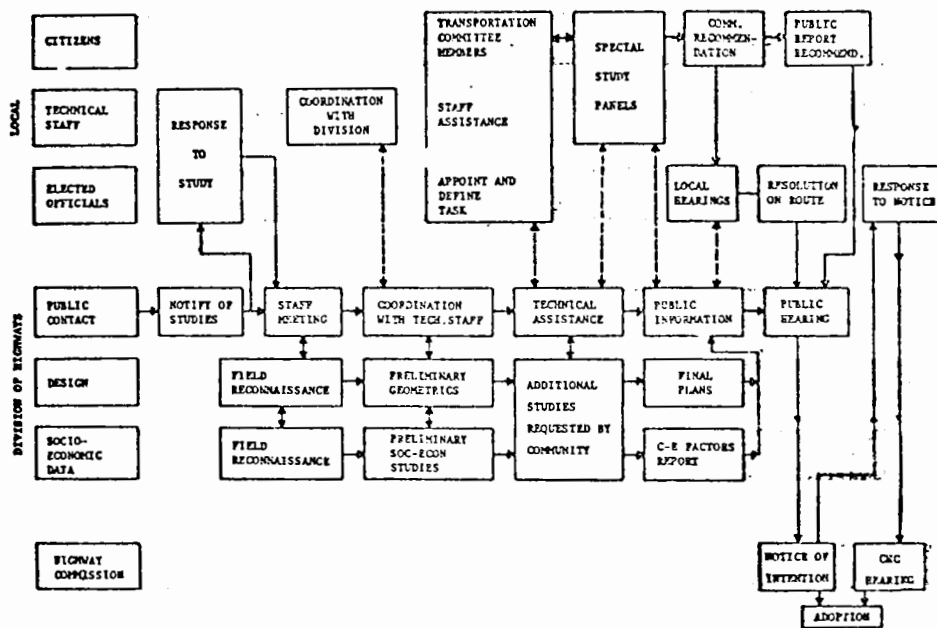 LOCAL
CITIZENS
TECHNICAL
STAFF
ELECTED
OFFICIALS
RESPONSE
TO
STUDY
COORDINATION
WITH
DIVISION
TRANSPORTATION
COMMITTEE
MEMBERS
STAFF
ASSISTANCE
APPOINT AND
DEFINE
TASK
SPECIAL
STUDY
PANELS
COMM.
RECOMMEN-
DATION
PUBLIC
REPORT
RECOMMEND.
LOCAL
HEARINGS
RESOLUTION
ON ROUTE
RESPONSE
TO NOTICE
DIVISION OF HIGHWAYS
PUBLIC
CONTACT
NOTIFY OF
STUDIES
STAFF
MEETING
COORDINATION
WITH TECH.STAFF
TECHNICAL
ASSISTANCE
PUBLIC
INFORMATION
PUBLIC
HEARING
DESIGN
FIELD
RECONNAISSANCE
PRELIMINARY
GEOMETRICS
ADDITIONAL
STUDIES
REQUESTED BY
COMMUNITY
FINAL
PLANS
SOCIO-
ECONOMIC
DATA
FIELD
RECONNAISSANCE
PRELIMINARY
SOC-ECON
STUDIES
C-E FACTORS
REPORT
HIGHWAY
COMMISSION
NOTICE OF
INTENTION
CHC
HEARING
ADOPTION